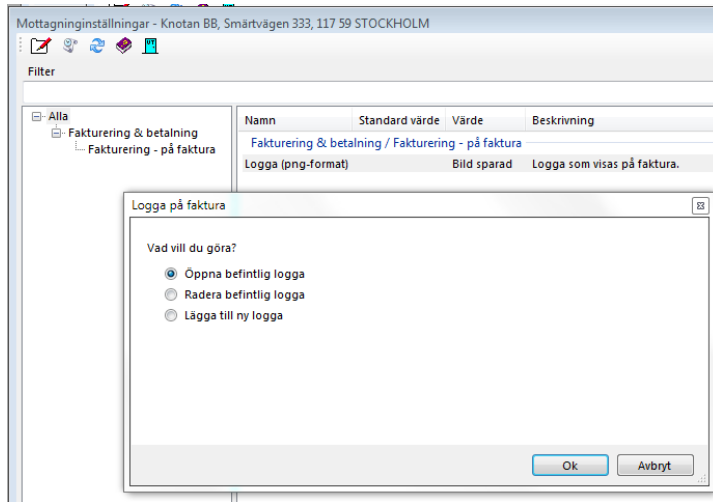 Mottagninginställningar - Knotan BB, Smärtvägen 333, 117 59 STOCKHOLM
Filter
Alla
Fakturering & betalning
Fakturering - på faktura
Namn Standard värde Värde Beskrivning
Fakturering & betalning / Fakturering - på faktura
Logga (png-format) Bild sparad Logga som visas på faktura.
Logga på faktura
Vad vill du göra?
Öppna befintlig logga
Radera befintlig logga
Lägga till ny logga
Ok Avbryt